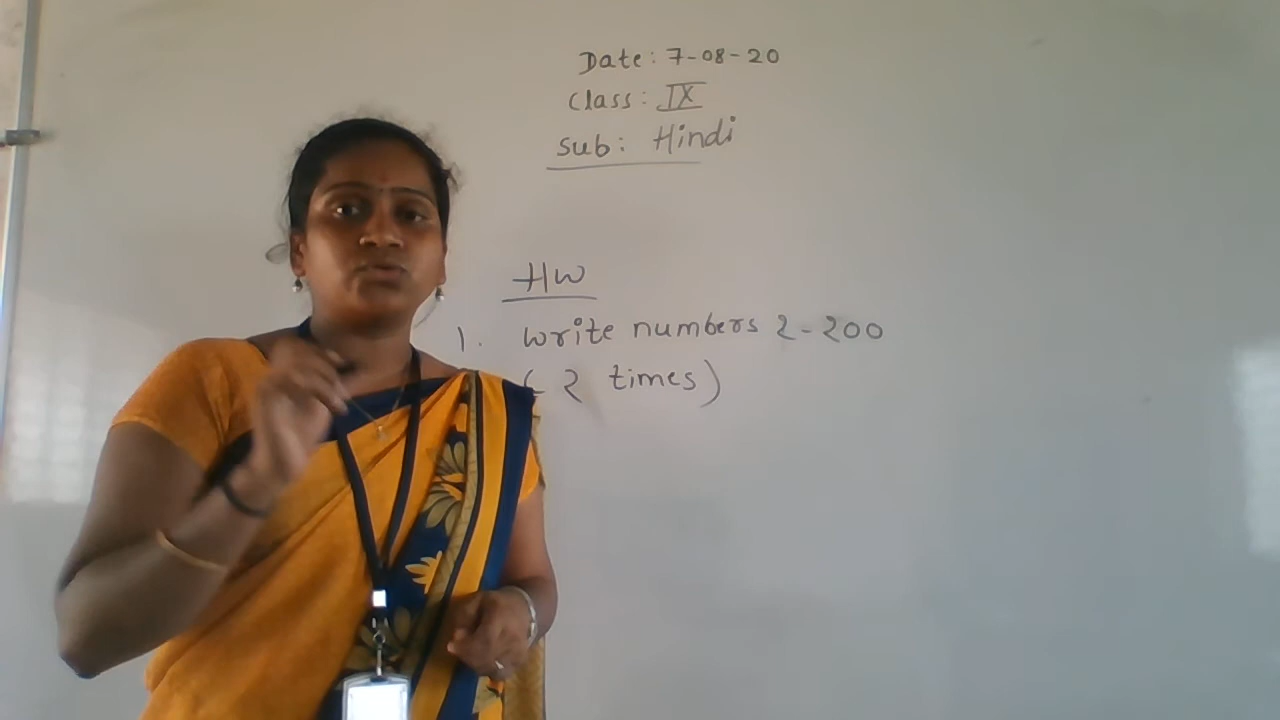 Date: 7-08-20
Class: IX
Sub: Hindi
HW
1. Write numbers 2-200
( 2 times)